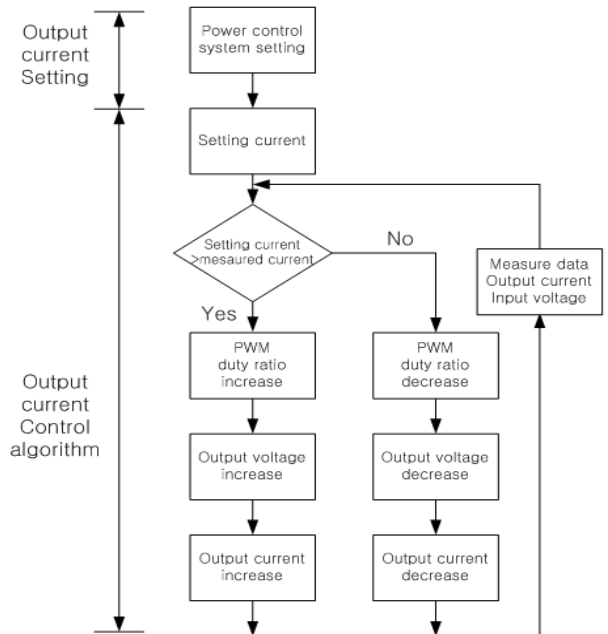 Output
current
Setting
Power control
system setting
Setting current
Setting current
>mesaured current
No
Yes
Measure data
Output current
Input voltage
PWM
duty ratio
increase
PWM
duty ratio
decrease
Output
current
Control
algorithm
Output voltage
increase
Output voltage
decrease
Output current
increase
Output current
decrease